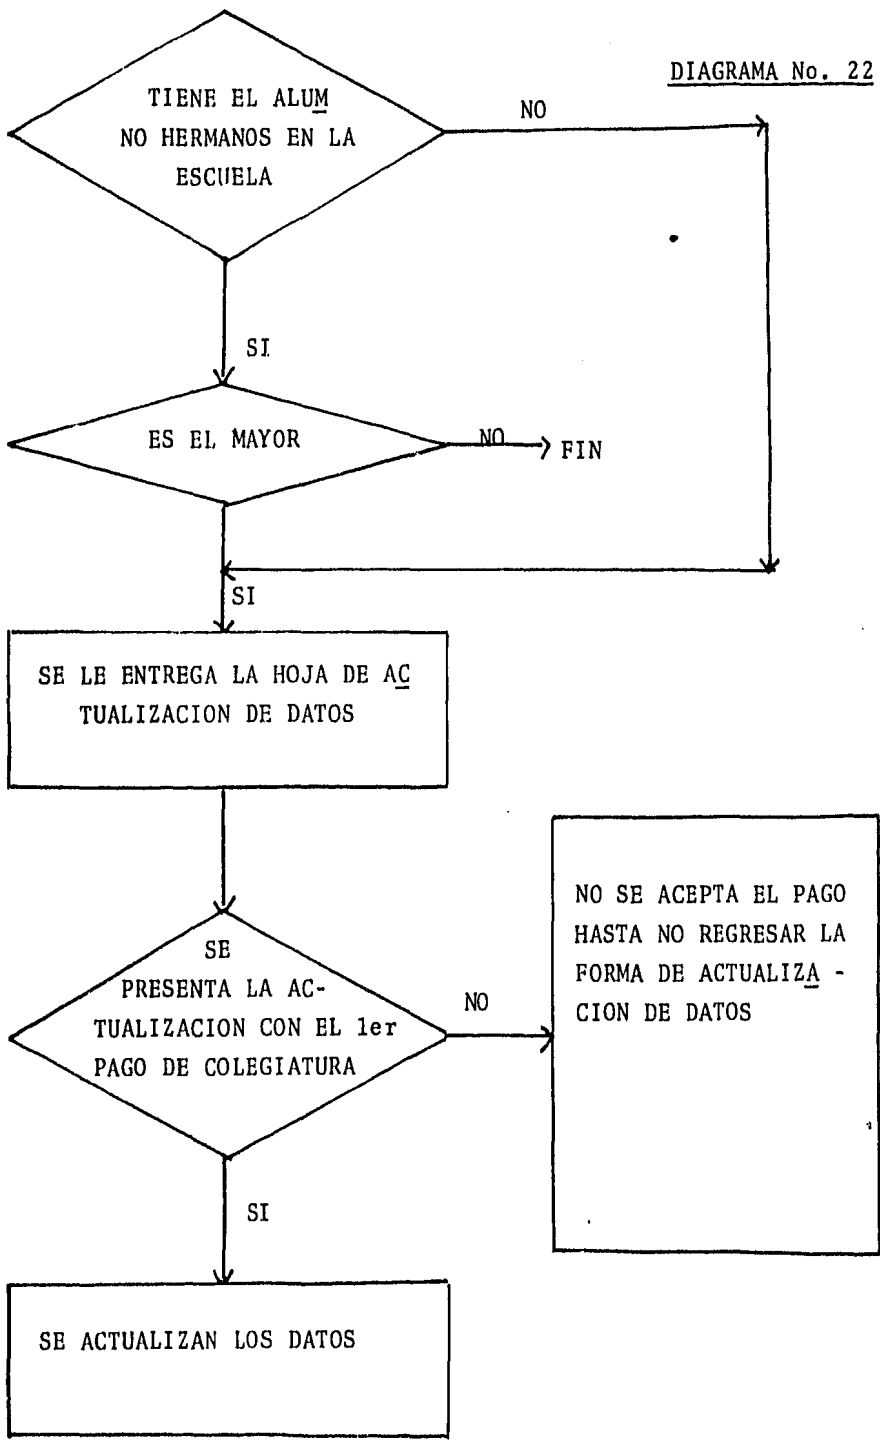 DIAGRAMA No. 22
TIENE EL ALUM
NO HERMANOS EN LA
ESCUELA
NO
SI
ES EL MAYOR
NO
FIN
SI
SE LE ENTREGA LA HOJA DE AC
TUALIZACION DE DATOS
SE
PRESENTA LA AC-
TUALIZACION CON EL 1er
PAGO DE COLEGIATURA
NO
NO SE ACEPTA EL PAGO
HASTA NO REGRESAR LA
FORMA DE ACTUALIZA -
CION DE DATOS
SI
SE ACTUALIZAN LOS DATOS